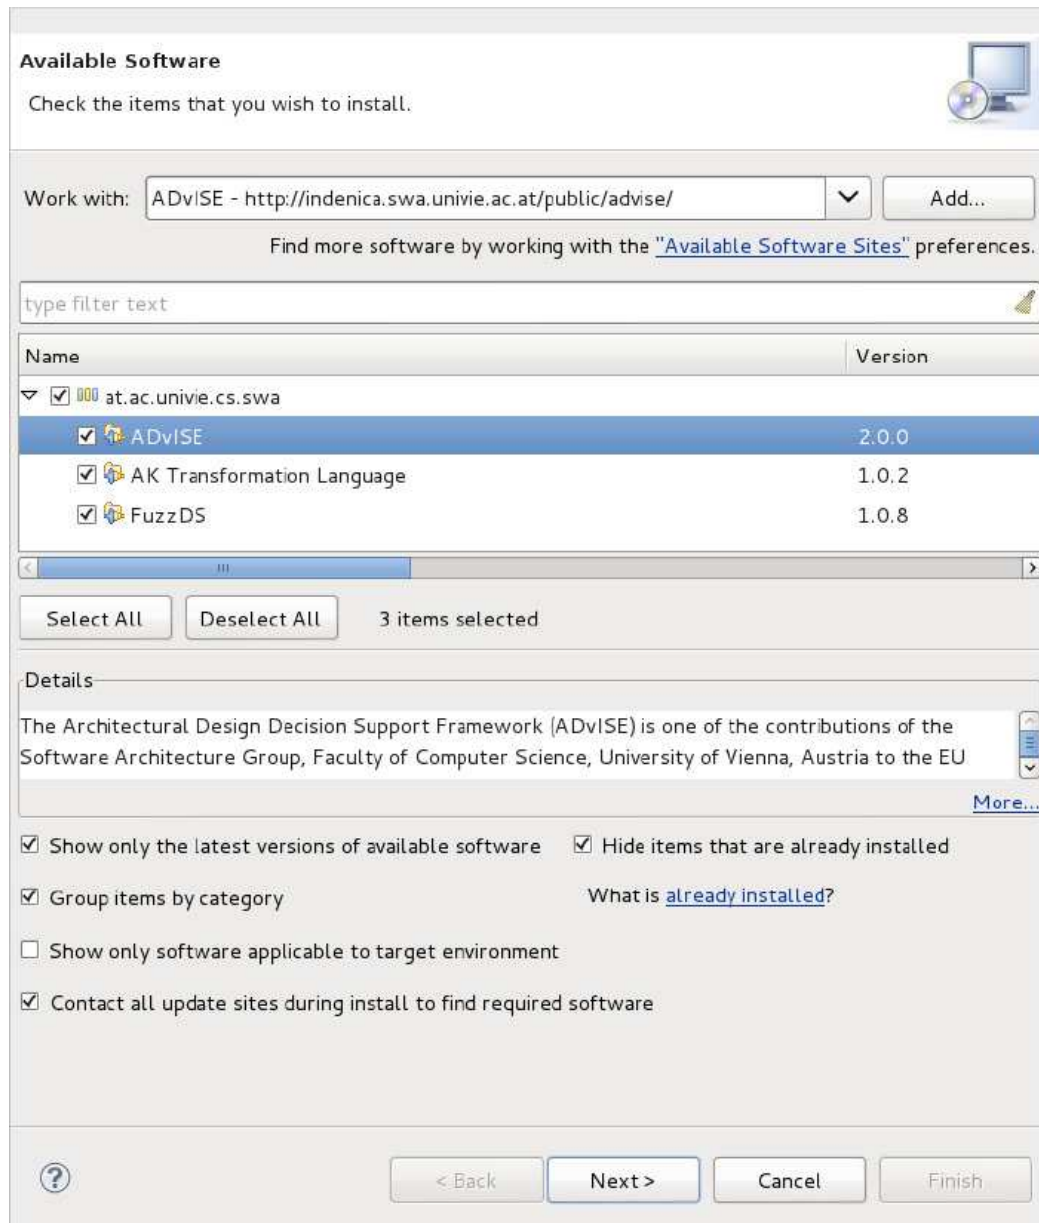 Available Software
Check the items that you wish to install.
Work with: ADvISE - http://indenica.swa.univie.ac.at/public/advise/ Add...
Find more software by working with the "Available Software Sites" preferences.
type filter text
Name Version
at.ac.univie.cs.swa
ADvISE 2.0.0
AK Transformation Language 1.0.2
FuzzDS 1.0.8
Select All Deselect All 3 items selected
Details
The Architectural Design Decision Support Framework (ADvISE) is one of the contributions of the
Software Architecture Group, Faculty of Computer Science, University of Vienna, Austria to the EU
More...
Show only the latest versions of available software Hide items that are already installed
Group items by category What is already installed?
Show only software applicable to target environment
Contact all update sites during install to find required software
? < Back Next > Cancel Finish